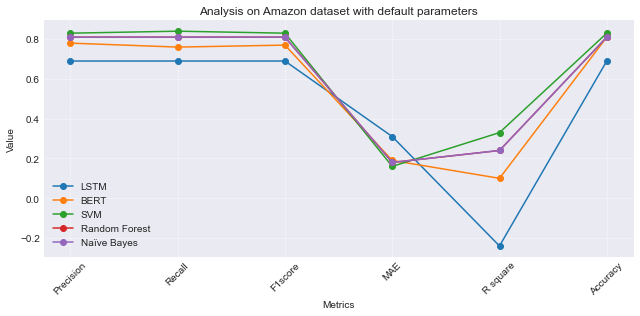 Analysis on Amazon dataset with default parameters
Value
0.8
0.6
0.4
0.2
0.0
−0.2
LSTM
BERT
SVM
Random Forest
Naïve Bayes
Precision
Recall
F1score
MAE
R square
Accuracy
Metrics